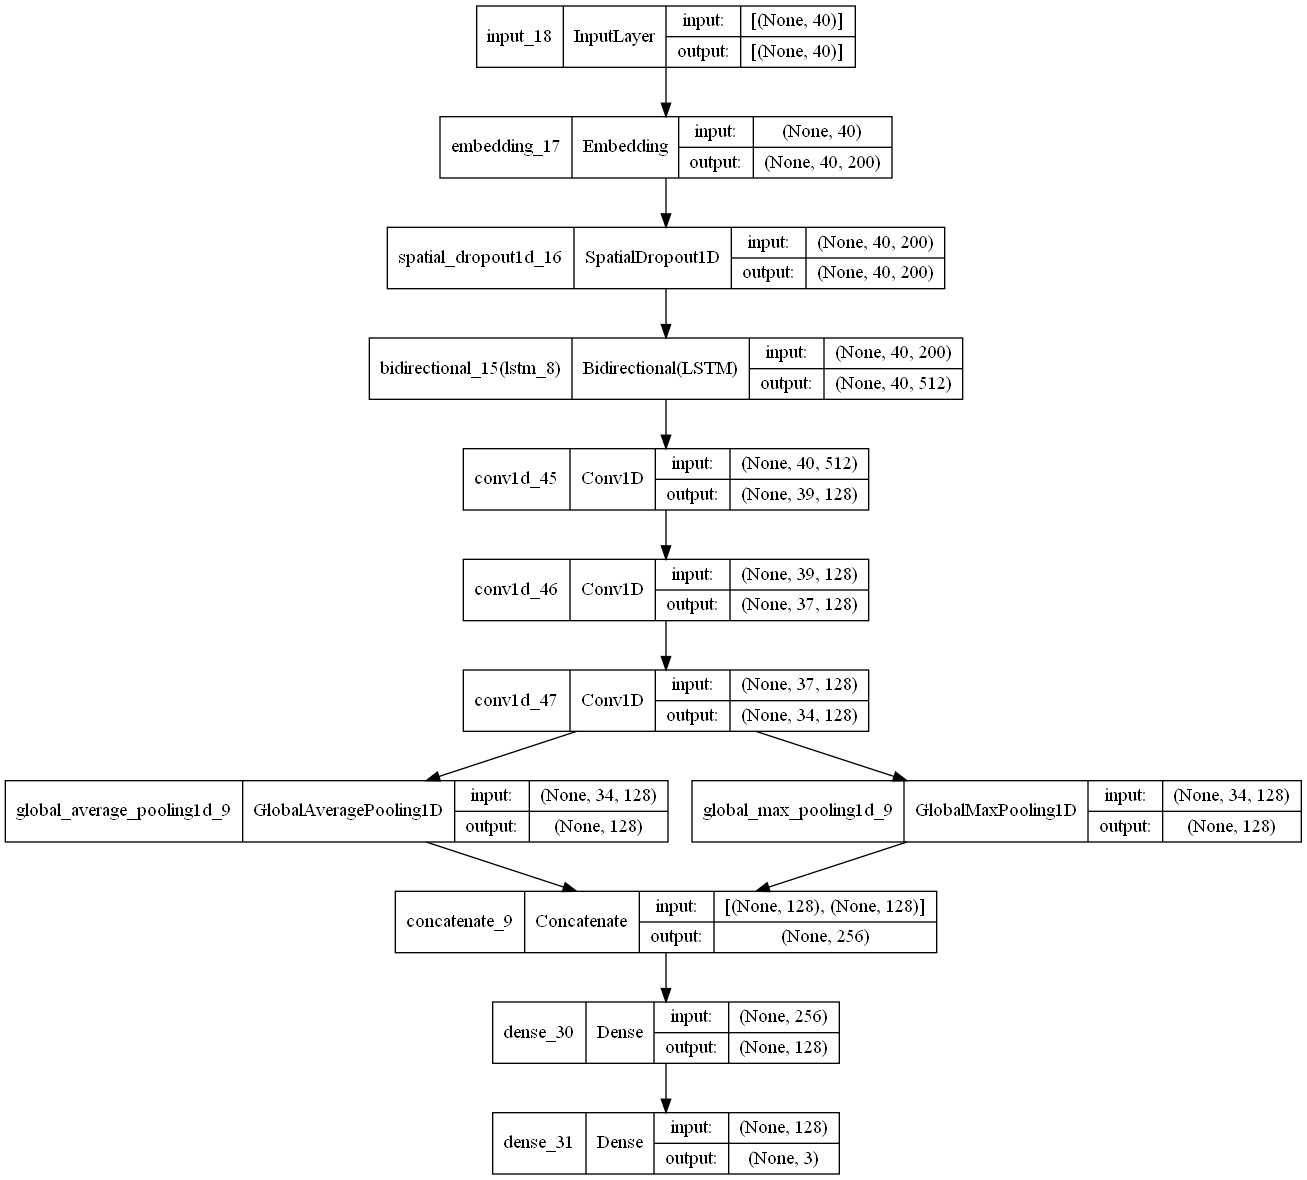 input_18 InputLayer input: [(None, 40)]
output: [(None, 40)]
embedding_17 Embedding input: (None, 40)
output: (None, 40, 200)
spatial_dropout1d_16 SpatialDropout1D input: (None, 40, 200)
output: (None, 40, 200)
bidirectional_15(lstm_8) Bidirectional(LSTM) input: (None, 40, 200)
output: (None, 40, 512)
conv1d_45 Conv1D input: (None, 40, 512)
output: (None, 39, 128)
conv1d_46 Conv1D input: (None, 39, 128)
output: (None, 37, 128)
conv1d_47 Conv1D input: (None, 37, 128)
output: (None, 34, 128)
global_average_pooling1d_9 GlobalAveragePooling1D input: (None, 34, 128)
output: (None, 128)
global_max_pooling1d_9 GlobalMaxPooling1D input: (None, 34, 128)
output: (None, 128)
concatenate_9 Concatenate input: [(None, 128), (None, 128)]
output: (None, 256)
dense_30 Dense input: (None, 256)
output: (None, 128)
dense_31 Dense input: (None, 128)
output: (None, 3)